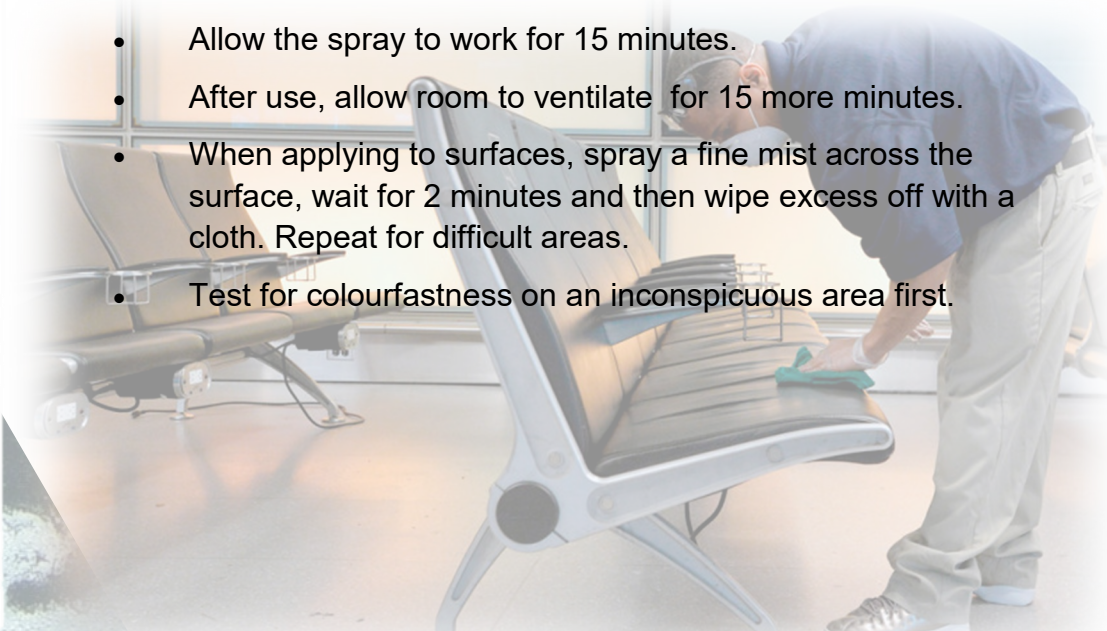 • Allow the spray to work for 15 minutes.
• After use, allow room to ventilate  for 15 more minutes.
• When applying to surfaces, spray a fine mist across the
surface, wait for 2 minutes and then wipe excess off with a
cloth. Repeat for difficult areas.
• Test for colourfastness on an inconspicuous area first.